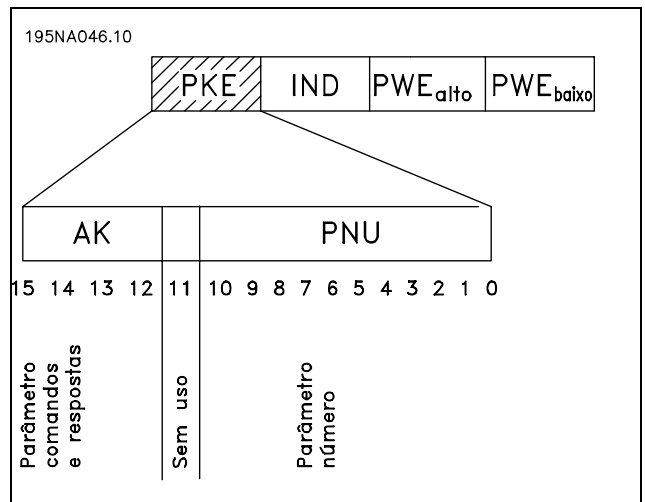 195NA046.10
PKE IND PWEalto PWEbaixo
AK PNU
15 14 13 12 11 10 9 8 7 6 5 4 3 2 1 0
Parâmetro
comandos
e respostas
Sem uso
Parâmetro
número